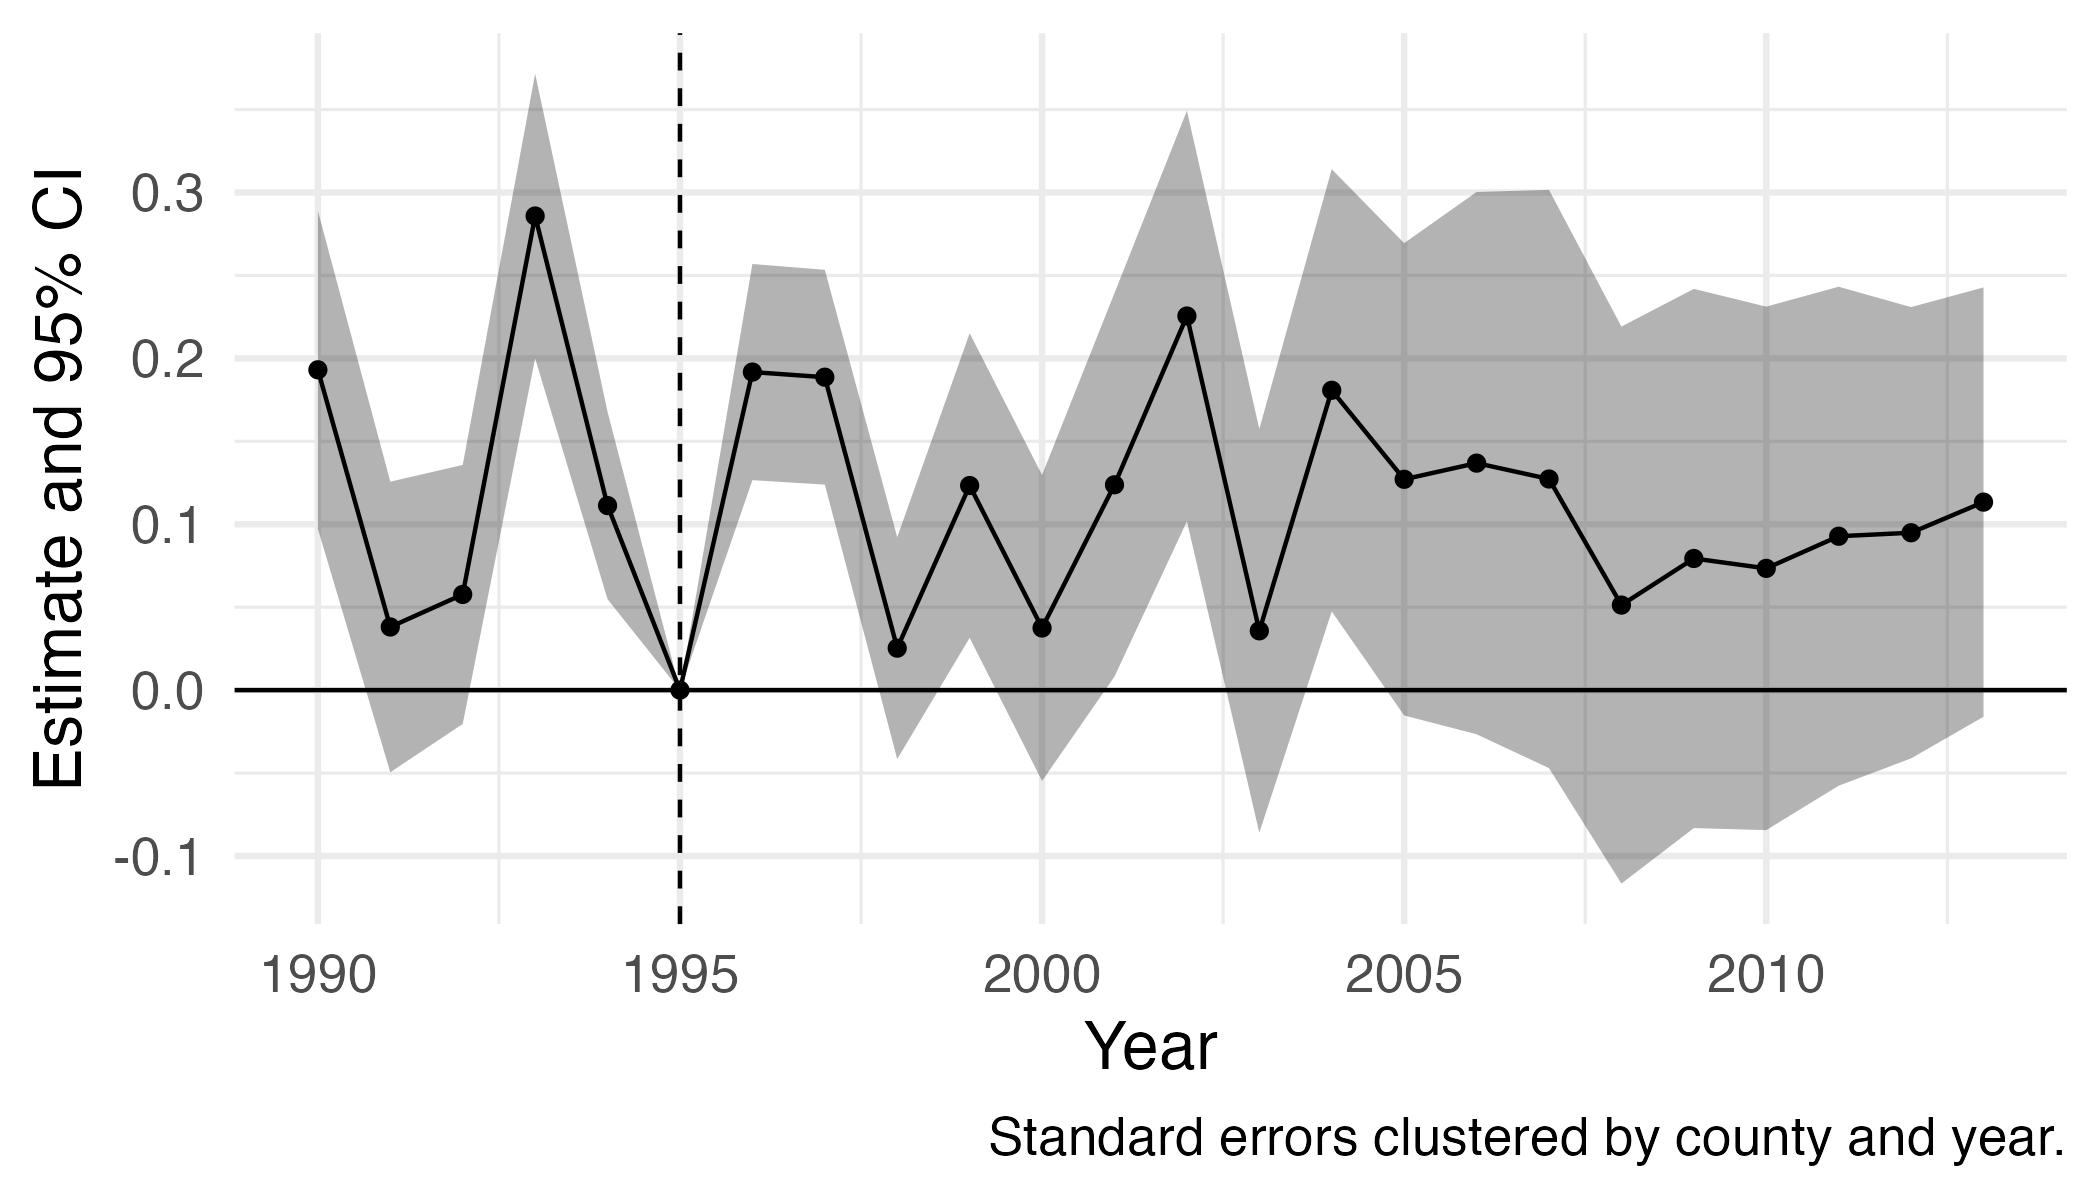 Estimate and 95% CI
0.3
0.2
0.1
0.0
-0.1
1990 1995 2000 2005 2010
Year
Standard errors clustered by county and year.